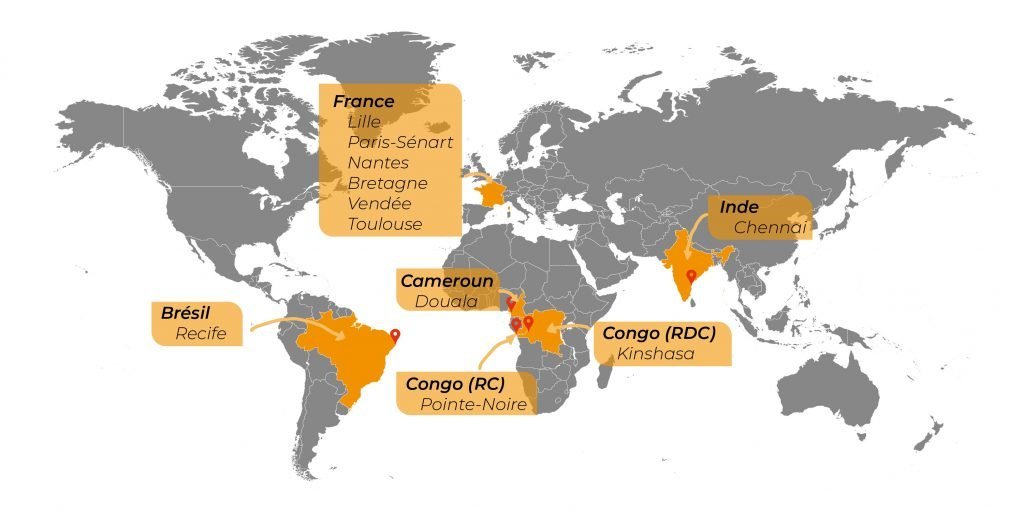 France
Lille
Paris-Sénart
Nantes
Bretagne
Vendée
Toulouse
Inde
Chennai
Cameroun
Douala
Brésil
Recife
Congo (RDC)
Kinshasa
Congo (RC)
Pointe-Noire